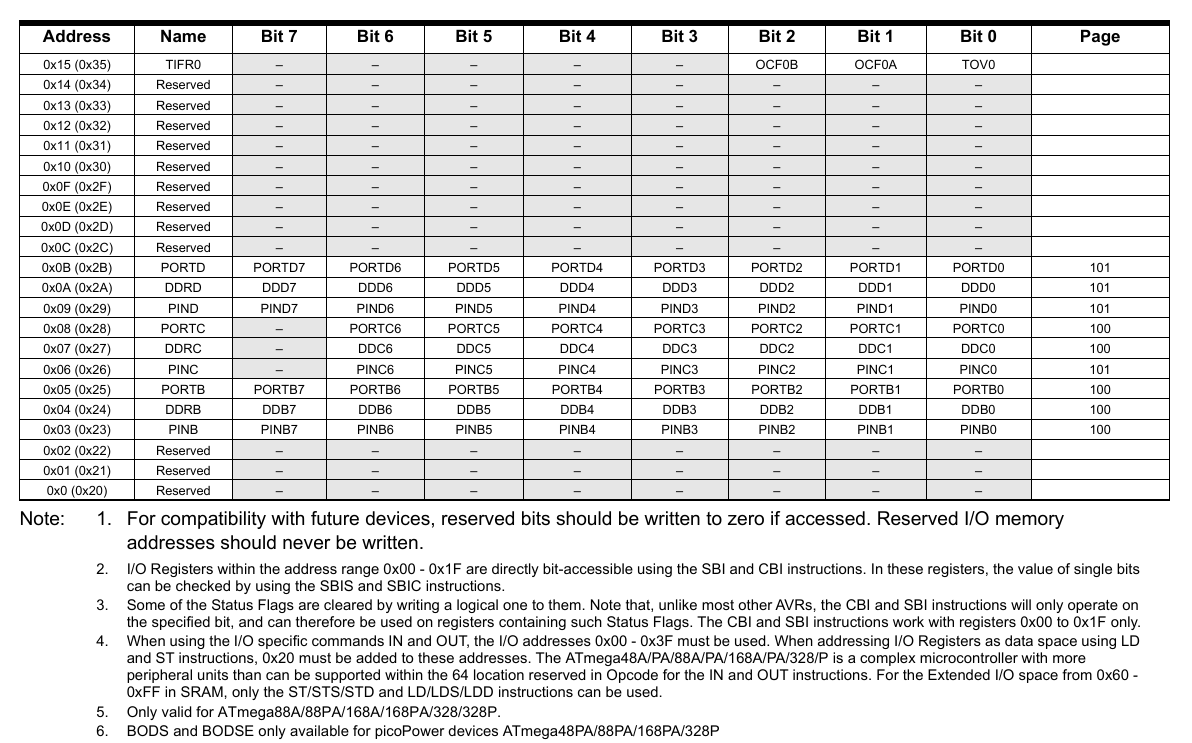 Address Name Bit 7 Bit 6 Bit 5 Bit 4 Bit 3 Bit 2 Bit 1 Bit 0 Page
0x15 (0x35) TIFR0 – – – – – OCF0B OCF0A TOV0
0x14 (0x34) Reserved – – – – – – – –
0x13 (0x33) Reserved – – – – – – – –
0x12 (0x32) Reserved – – – – – – – –
0x11 (0x31) Reserved – – – – – – – –
0x10 (0x30) Reserved – – – – – – – –
0x0F (0x2F) Reserved – – – – – – – –
0x0E (0x2E) Reserved – – – – – – – –
0x0D (0x2D) Reserved – – – – – – – –
0x0C (0x2C) Reserved – – – – – – – –
0x0B (0x2B) PORTD PORTD7 PORTD6 PORTD5 PORTD4 PORTD3 PORTD2 PORTD1 PORTD0 101
0x0A (0x2A) DDRD DDD7 DDD6 DDD5 DDD4 DDD3 DDD2 DDD1 DDD0 101
0x09 (0x29) PIND PIND7 PIND6 PIND5 PIND4 PIND3 PIND2 PIND1 PIND0 101
0x08 (0x28) PORTC – PORTC6 PORTC5 PORTC4 PORTC3 PORTC2 PORTC1 PORTC0 100
0x07 (0x27) DDRC – DDC6 DDC5 DDC4 DDC3 DDC2 DDC1 DDC0 100
0x06 (0x26) PINC – PINC6 PINC5 PINC4 PINC3 PINC2 PINC1 PINC0 101
0x05 (0x25) PORTB PORTB7 PORTB6 PORTB5 PORTB4 PORTB3 PORTB2 PORTB1 PORTB0 100
0x04 (0x24) DDRB DDB7 DDB6 DDB5 DDB4 DDB3 DDB2 DDB1 DDB0 100
0x03 (0x23) PINB PINB7 PINB6 PINB5 PINB4 PINB3 PINB2 PINB1 PINB0 100
0x02 (0x22) Reserved – – – – – – – –
0x01 (0x21) Reserved – – – – – – – –
0x0 (0x20) Reserved – – – – – – – –
Note: 1. For compatibility with future devices, reserved bits should be written to zero if accessed. Reserved I/O memory
addresses should never be written.
2. I/O Registers within the address range 0x00 - 0x1F are directly bit-accessible using the SBI and CBI instructions. In these registers, the value of single bits
can be checked by using the SBIS and SBIC instructions.
3. Some of the Status Flags are cleared by writing a logical one to them. Note that, unlike most other AVRs, the CBI and SBI instructions will only operate on
the specified bit, and can therefore be used on registers containing such Status Flags. The CBI and SBI instructions work with registers 0x00 to 0x1F only.
4. When using the I/O specific commands IN and OUT, the I/O addresses 0x00 - 0x3F must be used. When addressing I/O Registers as data space using LD
and ST instructions, 0x20 must be added to these addresses. The ATmega48A/PA/88A/PA/168A/PA/328/P is a complex microcontroller with more
peripheral units than can be supported within the 64 location reserved in Opcode for the IN and OUT instructions. For the Extended I/O space from 0x60 -
0xFF in SRAM, only the ST/STS/STD and LD/LDS/LDD instructions can be used.
5. Only valid for ATmega88A/88PA/168A/168PA/328/328P.
6. BODS and BODSE only available for picoPower devices ATmega48PA/88PA/168PA/328P